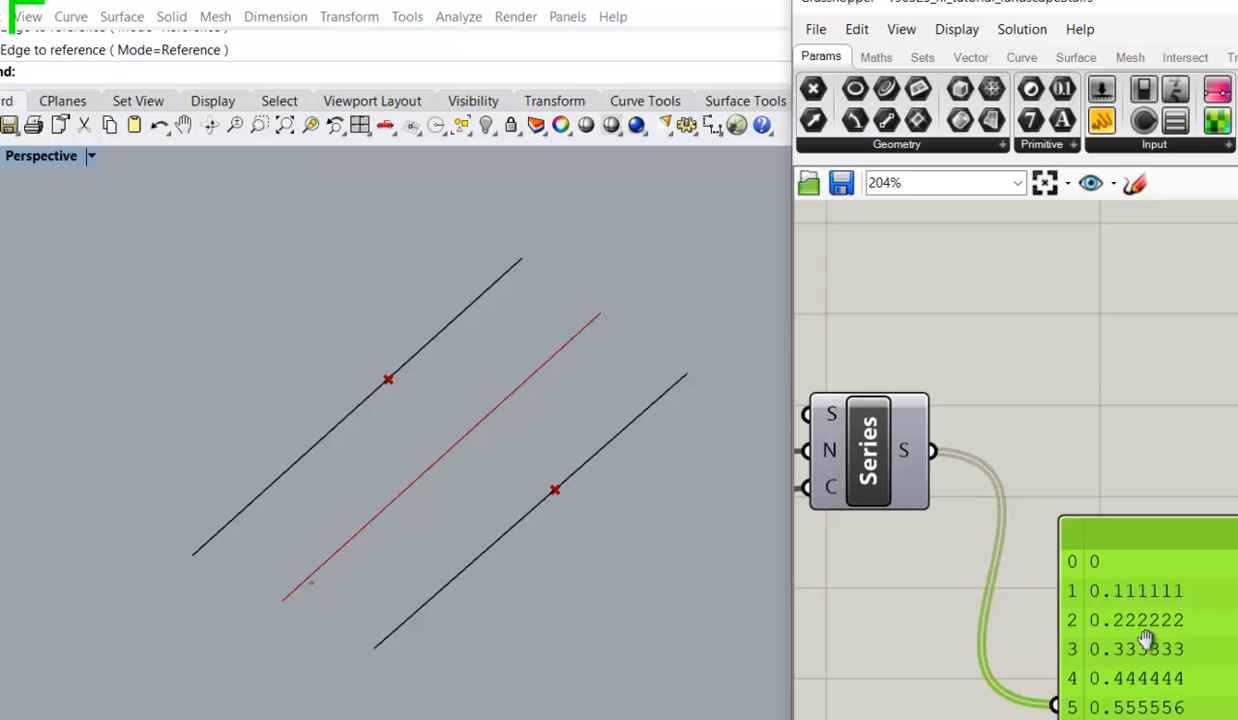 View Curve Surface Solid Mesh Dimension Transform Tools Analyze Render Panels Help
Edge to reference ( Mode=Reference )
nd:
rd CPlanes Set View Display Select Viewport Layout Visibility Transform Curve Tools Surface Tools
Perspective
File Edit View Display Solution Help
Params Maths Sets Vector Curve Surface Mesh Intersect Tr
Geometry Primitive Input
204%
S
N Series S
C
0 0
1 0.111111
2 0.222222
3 0.333333
4 0.444444
5 0.555556